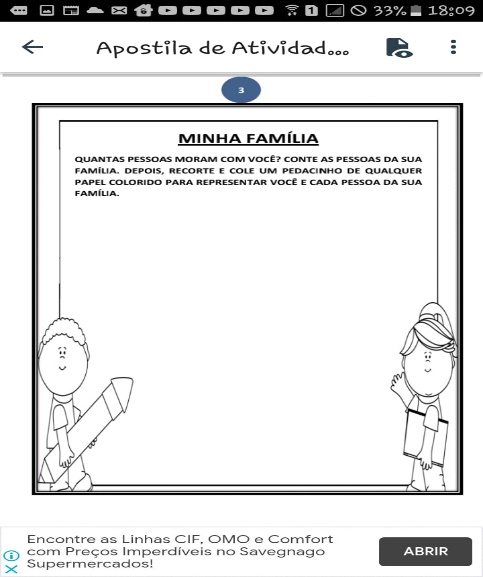 33% 18:09
Apostila de Atividad...
3
MINHA FAMÍLIA
QUANTAS PESSOAS MORAM COM VOCÊ? CONTE AS PESSOAS DA SUA
FAMÍLIA. DEPOIS, RECORTE E COLE UM PEDACINHO DE QUALQUER
PAPEL COLORIDO PARA REPRESENTAR VOCÊ E CADA PESSOA DA SUA
FAMÍLIA.
Encontre as Linhas CIF, OMO e Comfort
com Preços Imperdíveis no Savegnago
Supermercados!
ABRIR